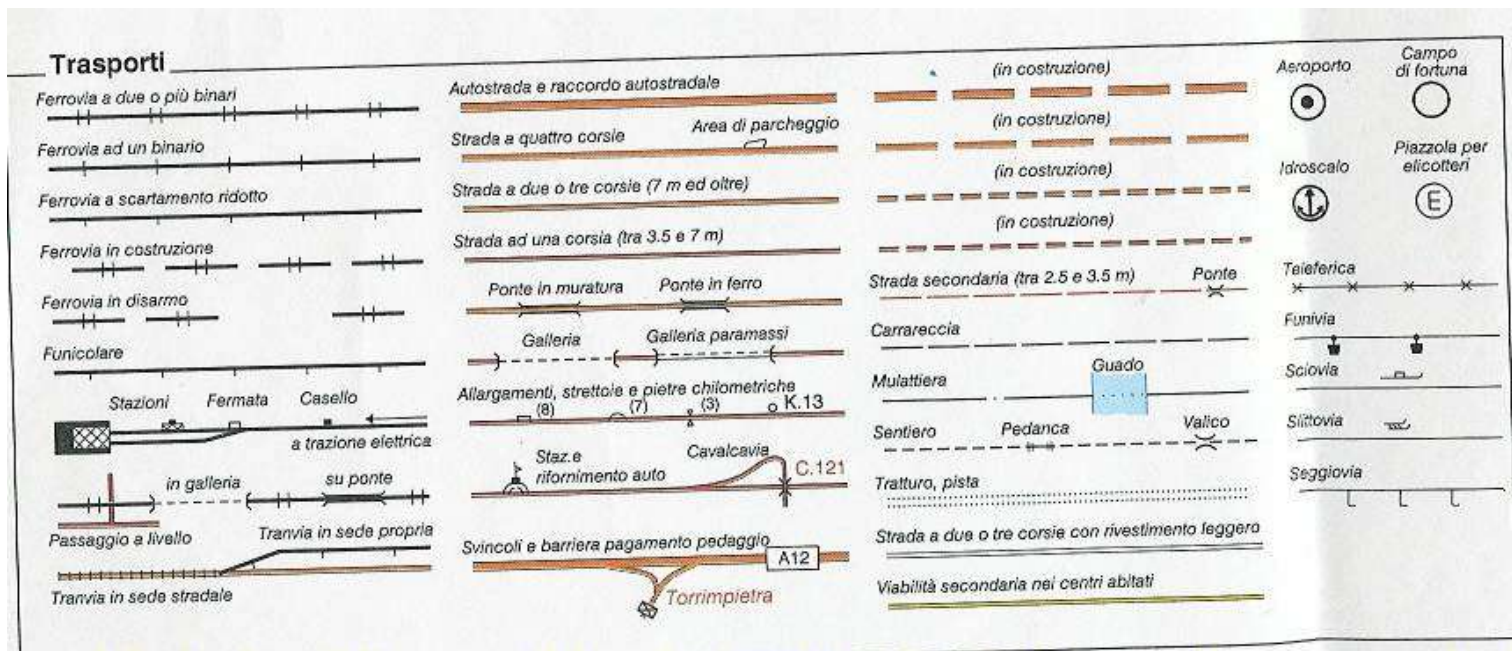 Trasporti
Ferrovia a due o più binari
Ferrovia ad un binario
Ferrovia a scartamento ridotto
Ferrovia in costruzione
Ferrovia in disarmo
Funicolare
Stazioni Fermata Casello
a trazione elettrica
in galleria su ponte
Passaggio a livello Tranvia in sede propria
Tranvia in sede stradale
Autostrada e raccordo autostradale
Strada a quattro corsie Area di parcheggio
Strada a due o tre corsie (7 m ed oltre)
Strada ad una corsia (tra 3.5 e 7 m)
Ponte in muratura Ponte in ferro
Galleria Galleria paramassi
Allargamenti, strettoie e pietre chilometriche
(8) (7) (3) K.13
Staz.e
rifornimento auto Cavalcavia
C.121
Svincoli e barriera pagamento pedaggio
A12
Torrimpietra
(in costruzione)
(in costruzione)
(in costruzione)
(in costruzione)
Strada secondaria (tra 2.5 e 3.5 m) Ponte
Carrareccia
Mulattiera Guado
Sentiero Pedanca Valico
Tratturo, pista
Strada a due o tre corsie con rivestimento leggero
Viabilità secondaria nei centri abitati
Aeroporto
Campo
di fortuna
Idroscalo
Piazzola per
elicotteri
E
Teleferica
Funivia
Sciovia
Slittovia
Seggiovia